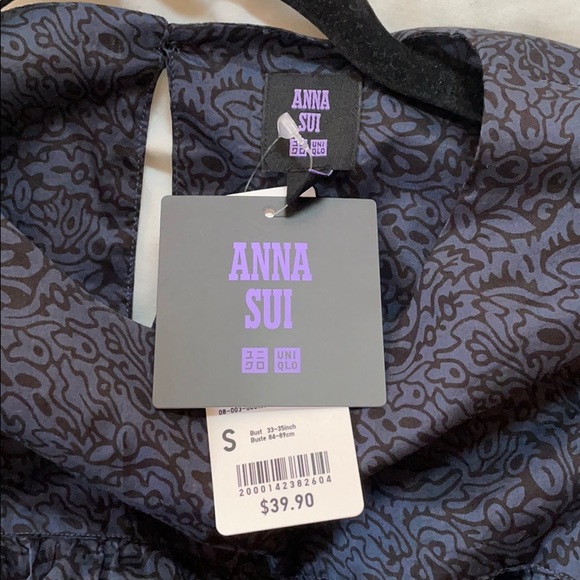 ANNA
SUI
ユニ UNI
クロ QLO
ANNA
SUI
ユニ UNI
クロ QLO
S
Bust 33-35inch
Buste 84-89cm
2000142382604
$39.90